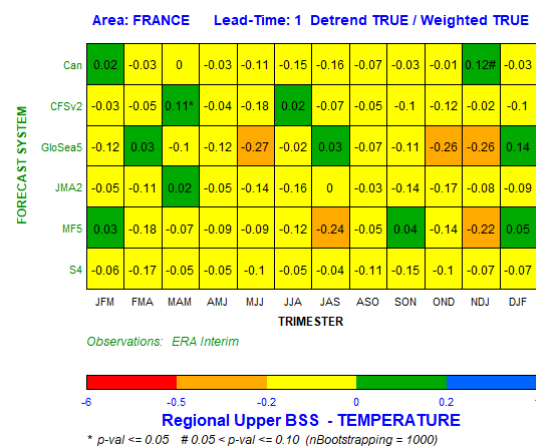 Area: FRANCE Lead-Time: 1 Detrend TRUE / Weighted TRUE
FORECAST SYSTEM
Can 0.02 -0.03 0 -0.03 -0.11 -0.15 -0.16 -0.07 -0.03 -0.01 0.12# -0.03
CFSv2 -0.03 -0.05 0.11* -0.04 -0.18 0.02 -0.07 -0.05 -0.1 -0.12 -0.02 -0.1
GloSea5 -0.12 0.03 -0.1 -0.12 -0.27 -0.02 0.03 -0.07 -0.11 -0.26 -0.26 0.14
JMA2 -0.05 -0.11 0.02 -0.05 -0.14 -0.16 0 -0.03 -0.14 -0.17 -0.08 -0.09
MF5 0.03 -0.18 -0.07 -0.09 -0.09 -0.12 -0.24 -0.05 0.04 -0.14 -0.22 0.05
S4 -0.06 -0.17 -0.05 -0.05 -0.1 -0.05 -0.04 -0.11 -0.15 -0.1 -0.07 -0.07
JFM FMA MAM AMJ MJJ JJA JAS ASO SON OND NDJ DJF
TRIMESTER
Observations: ERA Interim
-6 -0.5 -0.2 0 0.2
Regional Upper BSS - TEMPERATURE
* p-val <= 0.05 # 0.05 < p-val <= 0.10 (nBootstrapping = 1000)